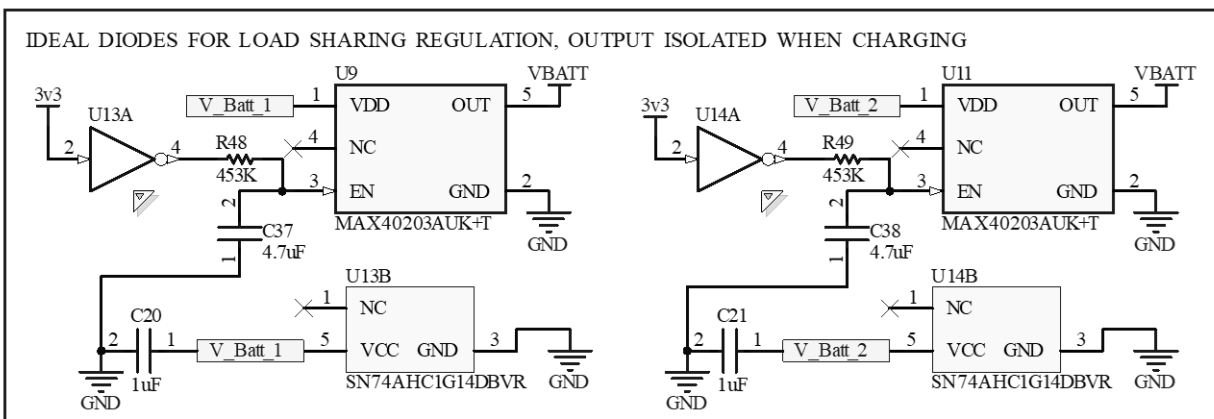 IDEAL DIODES FOR LOAD SHARING REGULATION, OUTPUT ISOLATED WHEN CHARGING
U9
VBATT
3v3
U13A
V_Batt_1
1
VDD
OUT
5
2
4
R48
453K
4
NC
3
EN
GND
2
MAX40203AUK+T
GND
2
C37
4.7uF
1
U13B
1
NC
C20
2
1
V_Batt_1
5
VCC
GND
3
1uF
SN74AHC1G14DBVR
GND
GND
U11
VBATT
3v3
U14A
V_Batt_2
1
VDD
OUT
5
2
4
R49
453K
4
NC
3
EN
GND
2
MAX40203AUK+T
GND
2
C38
4.7uF
1
U14B
1
NC
C21
2
1
V_Batt_2
5
VCC
GND
3
1uF
SN74AHC1G14DBVR
GND
GND